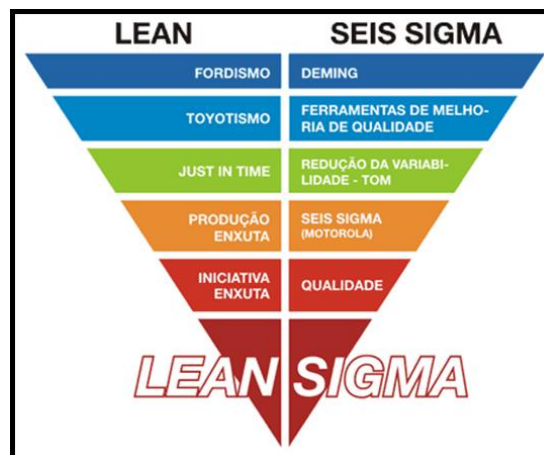 LEAN SEIS SIGMA
FORDISMO DEMING
TOYOTISMO FERRAMENTAS DE MELHO-
RIA DE QUALIDADE
JUST IN TIME REDUÇÃO DA VARIABI-
LIDADE - TOM
PRODUÇÃO
ENXUTA
SEIS SIGMA
(MOTOROLA)
INICIATIVA
ENXUTA
QUALIDADE
LEAN SIGMA